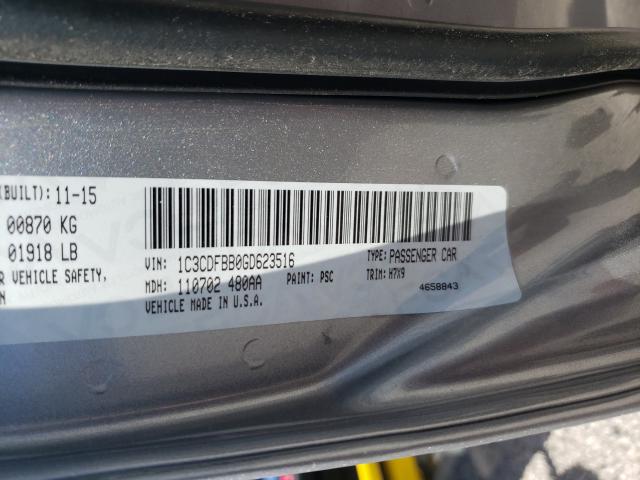 (BUILT): 11-15
00870 KG
01918 LB
VEHICLE SAFETY,
VIN: 1C3CDFBB0GD623516
TYPE: PASSENGER CAR
MDH: 110702 480AA
PAINT: PSC
TRIM: H7X9
VEHICLE MADE IN U.S.A.
4658843